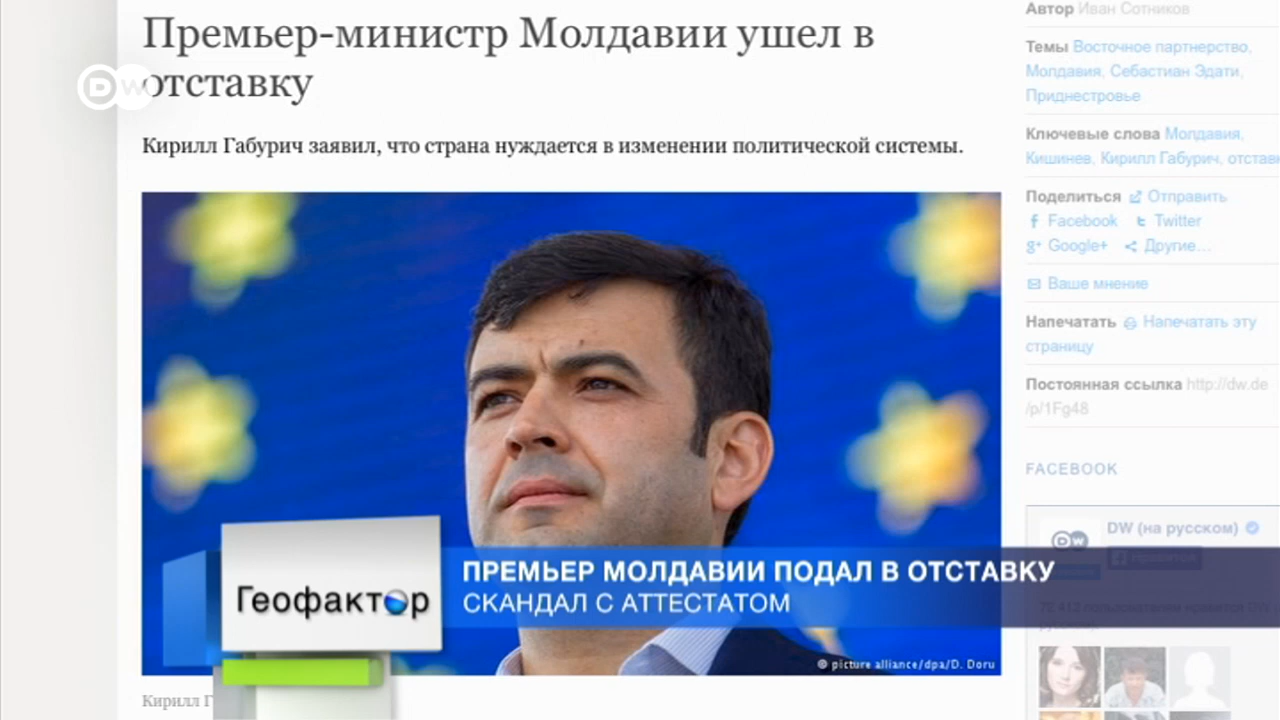 Премьер-министр Молдавии ушел в
отставку
DW
Кирилл Габурич заявил, что страна нуждается в изменении политической системы.
Автор Иван Сотников
Темы Восточное партнерство,
Молдавия, Себастиан Эдати,
Приднестровье
Ключевые слова Молдавия,
Кишинев, Кирилл Габурич, отставк
Поделиться Отправить
Facebook Twitter
Google+ Другие...
Ваше мнение
Напечатать Напечатать эту
страницу
Постоянная ссылка http://dw.de
/p/1Fg48
FACEBOOK
DW (на русском)
Геофактор
ПРЕМЬЕР МОЛДАВИИ ПОДАЛ В ОТСТАВКУ
СКАНДАЛ С АТТЕСТАТОМ
© picture alliance/dpa/D. Doru
Кирилл Г